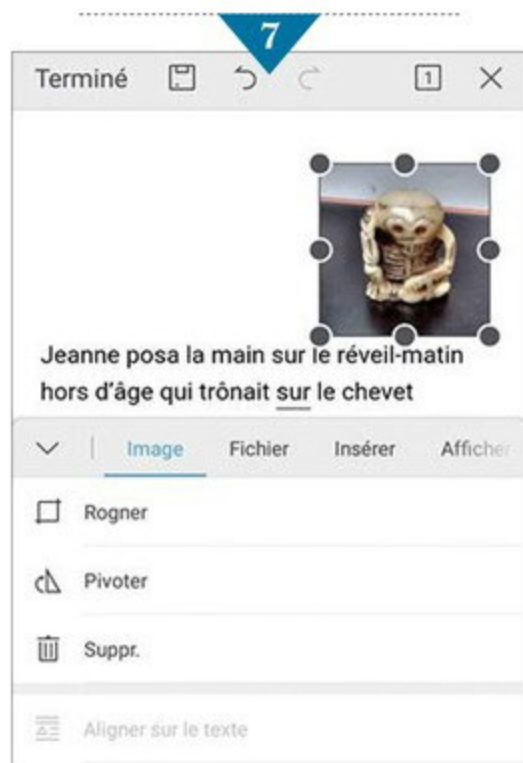 7
Terminé
1
Jeanne posa la main sur le réveil-matin
hors d'âge qui trônait sur le chevet
Image Fichier Insérer Afficher
Rogner
Pivoter
Suppr.
Aligner sur le texte